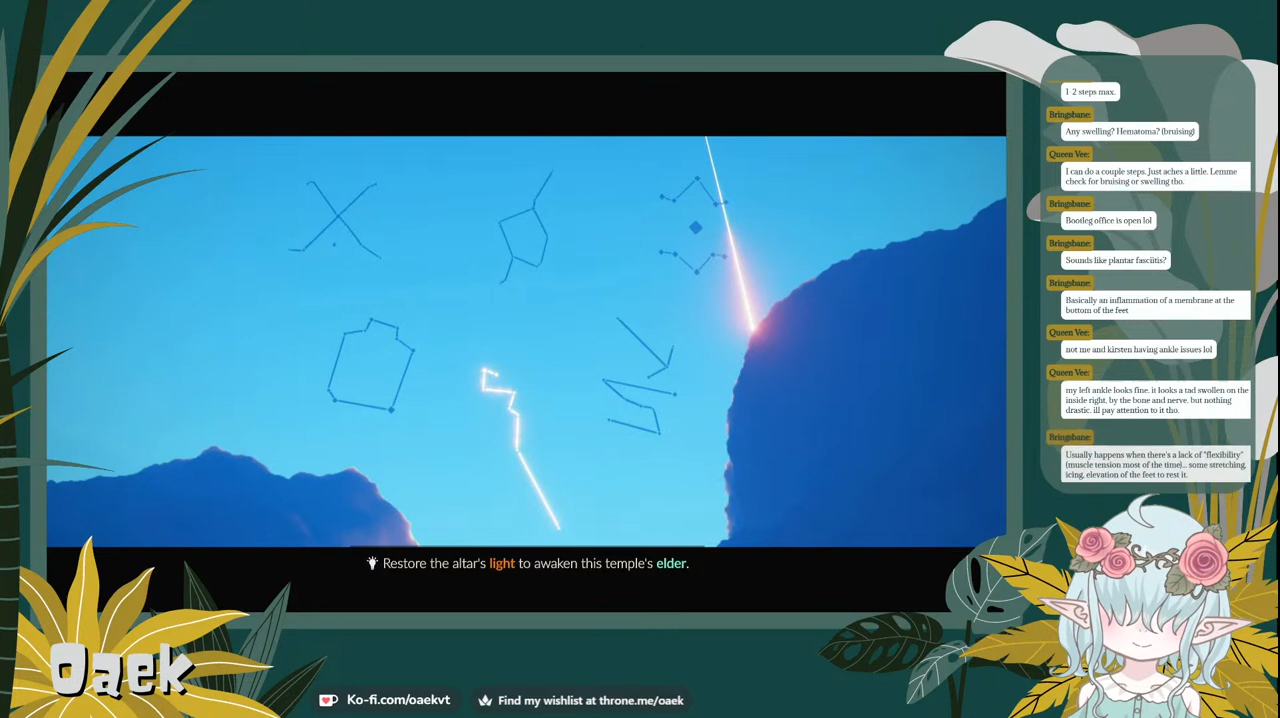 1-2 steps max.
Bringsbane:
Any swelling? Hematoma? (bruising)
Queen Vee:
I can do a couple steps. Just aches a little. Lemme
check for bruising or swelling tho.
Bringsbane:
Bootleg office is open lol
Bringsbane:
Sounds like plantar fasciitis?
Bringsbane:
Basically an inflammation of a membrane at the
bottom of the feet
Queen Vee:
not me and kirsten having ankle issues lol
Queen Vee:
my left ankle looks fine. it looks a tad swollen on the
inside right, by the bone and nerve. but nothing
drastic. ill pay attention to it tho.
Bringsbane:
Usually happens when there's a lack of "flexibility"
(muscle tension most of the time)... some stretching,
icing, elevation of the feet to rest it.
Restore the altar's light to awaken this temple's elder.
Oaek
Ko-fi.com/oaekvt
Find my wishlist at throne.me/oaek